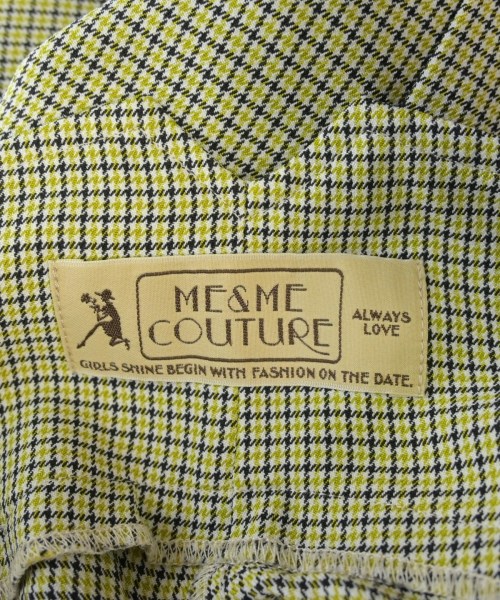 ME&ME
COUTURE
ALWAYS
LOVE
GIRLS SHINE BEGIN WITH FASHION ON THE DATE.